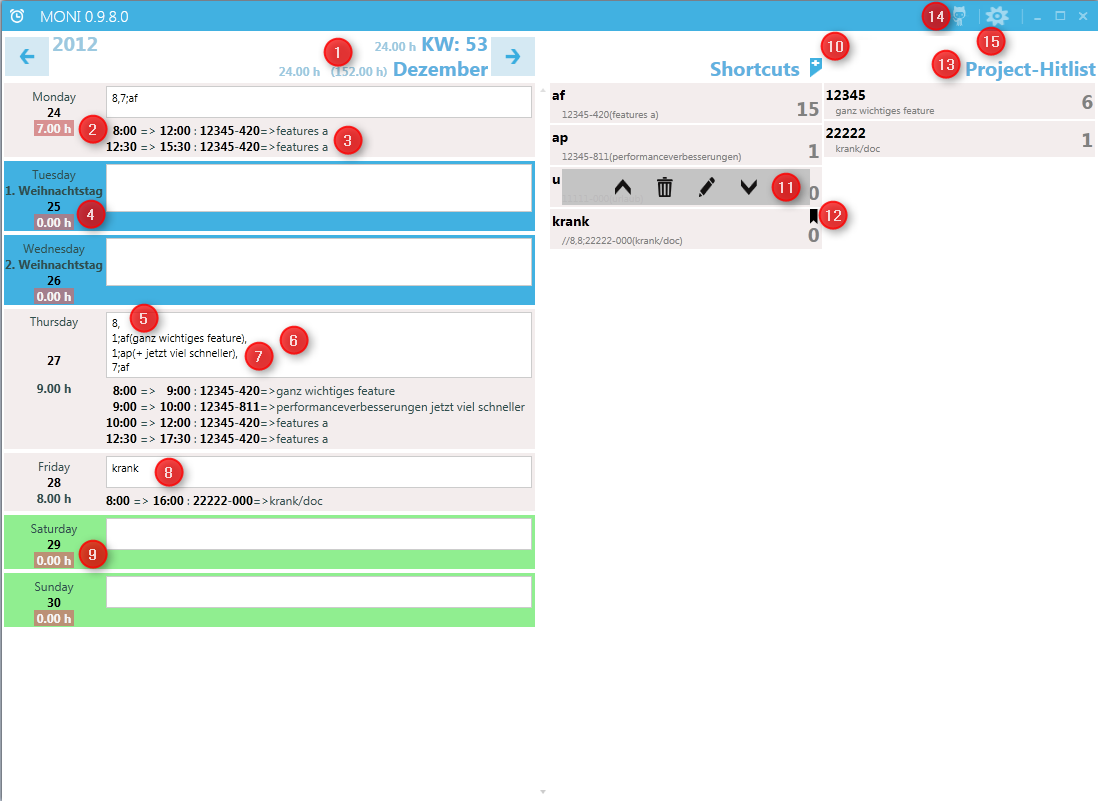 MONI 0.9.8.0
14
15
2012
24.00 h KW: 53
1
24.00 h (152.00 h) Dezember
Monday
24
7.00 h
2
8,7;af
8:00 => 12:00 : 12345-420=>features a
12:30 => 15:30 : 12345-420=>features a
3
Tuesday
1. Weihnachtstag
25
0.00 h
4
Wednesday
2. Weihnachtstag
26
0.00 h
Thursday
27
9.00 h
8,
5
1;af(ganz wichtiges feature),
6
1;ap(+ jetzt viel schneller),
7
7;af
8:00 => 9:00 : 12345-420=>ganz wichtiges feature
9:00 => 10:00 : 12345-811=>performanceverbesserungen jetzt viel schneller
10:00 => 12:00 : 12345-420=>features a
12:30 => 17:30 : 12345-420=>features a
Friday
28
8.00 h
krank
8
8:00 => 16:00 : 22222-000=>krank/doc
Saturday
29
0.00 h
9
Sunday
30
0.00 h
10
Shortcuts
af
12345-420(features a)
15
ap
12345-811(performanceverbesserungen)
1
u
11
0
krank
12
//8,8;22222-000(krank/doc)
0
13
Project-Hitlist
12345
ganz wichtiges feature
6
22222
krank/doc
1